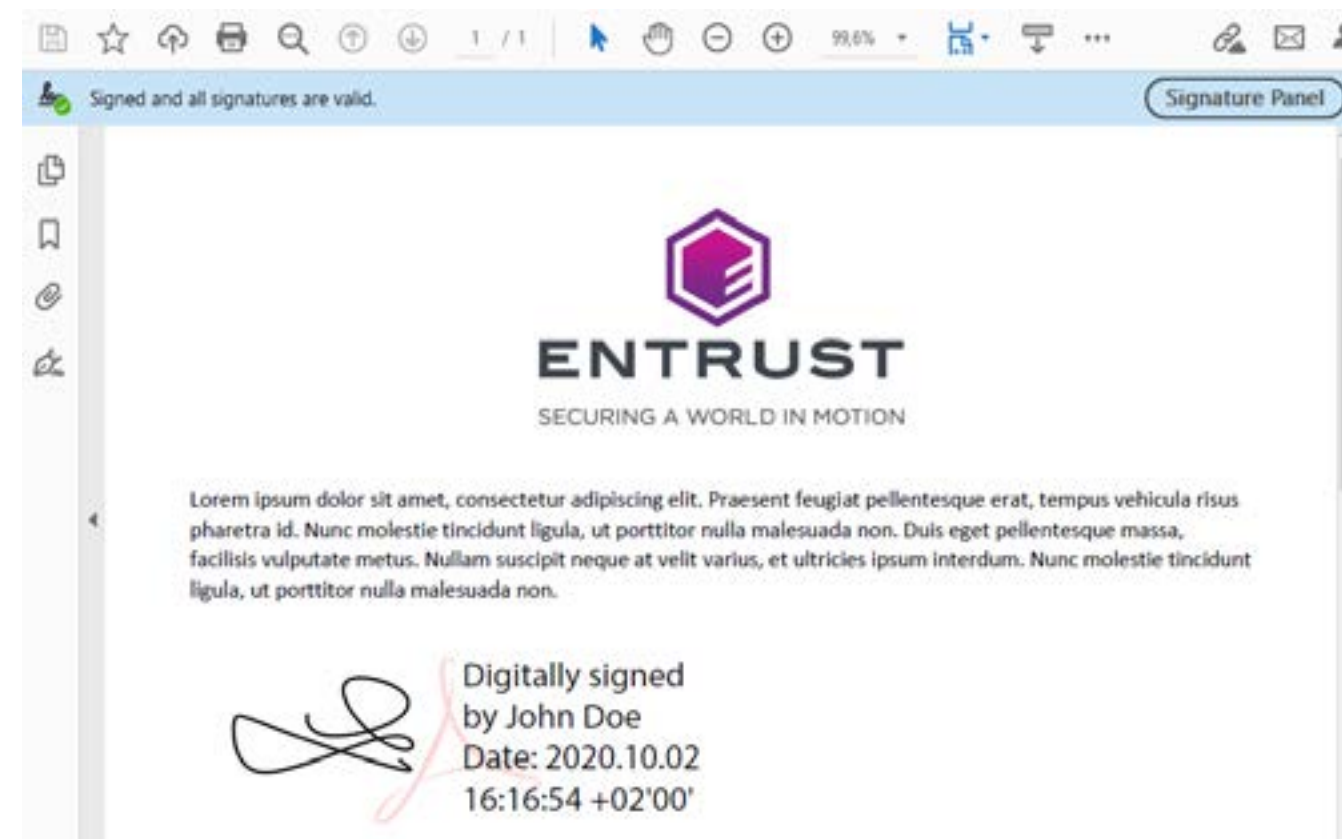 1 / 1 99,6%
Signed and all signatures are valid. Signature Panel
ENTRUST
SECURING A WORLD IN MOTION
Lorem ipsum dolor sit amet, consectetur adipiscing elit. Praesent feugiat pellentesque erat, tempus vehicula risus
pharetra id. Nunc molestie tincidunt ligula, ut porttitor nulla malesuada non. Duis eget pellentesque massa,
facilisis vulputate metus. Nullam suscipit neque at velit varius, et ultricies ipsum interdum. Nunc molestie tincidunt
ligula, ut porttitor nulla malesuada non.
Digitally signed
by John Doe
Date: 2020.10.02
16:16:54 +02'00'